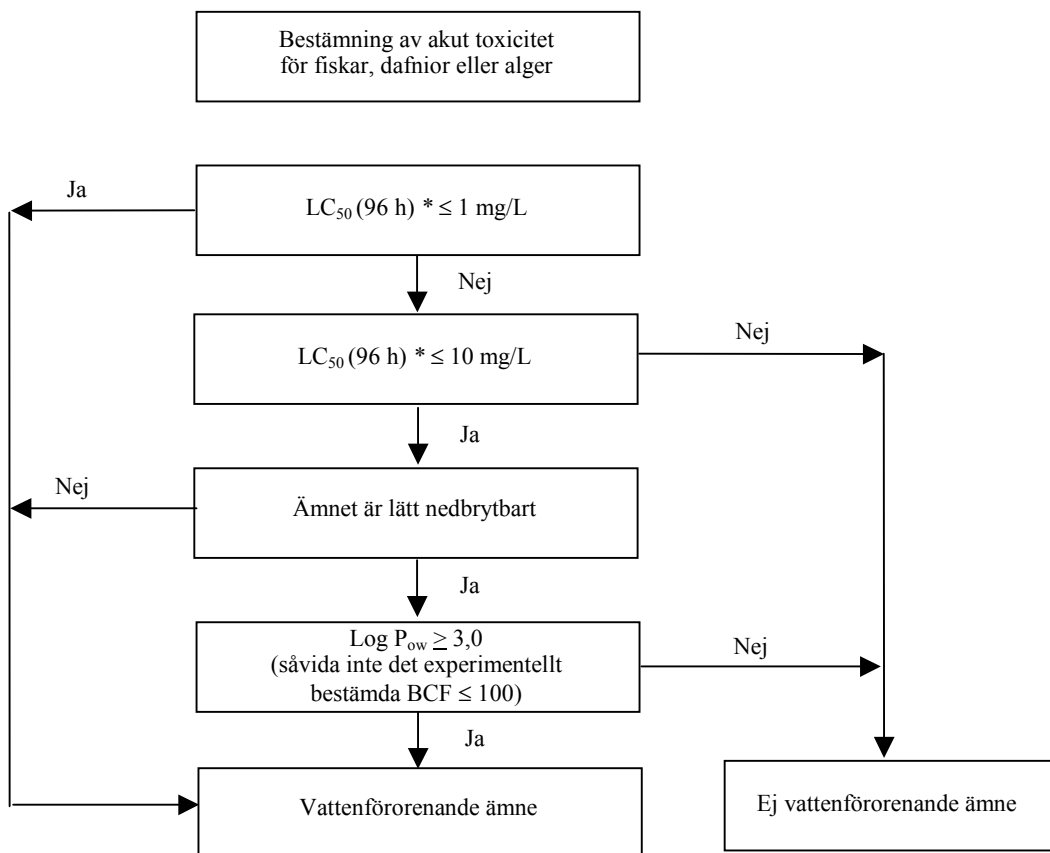 Bestämning av akut toxicitet
för fiskar, dafnior eller alger
Ja
LC50 (96 h) * ≤ 1 mg/L
Nej
Nej
LC50 (96 h) * ≤ 10 mg/L
Ja
Nej
Ämnet är lätt nedbrytbart
Ja
Log Pow ≥ 3,0
(såvida inte det experimentellt
bestämda BCF ≤ 100)
Nej
Ja
Vattenförorenande ämne
Ej vattenförorenande ämne